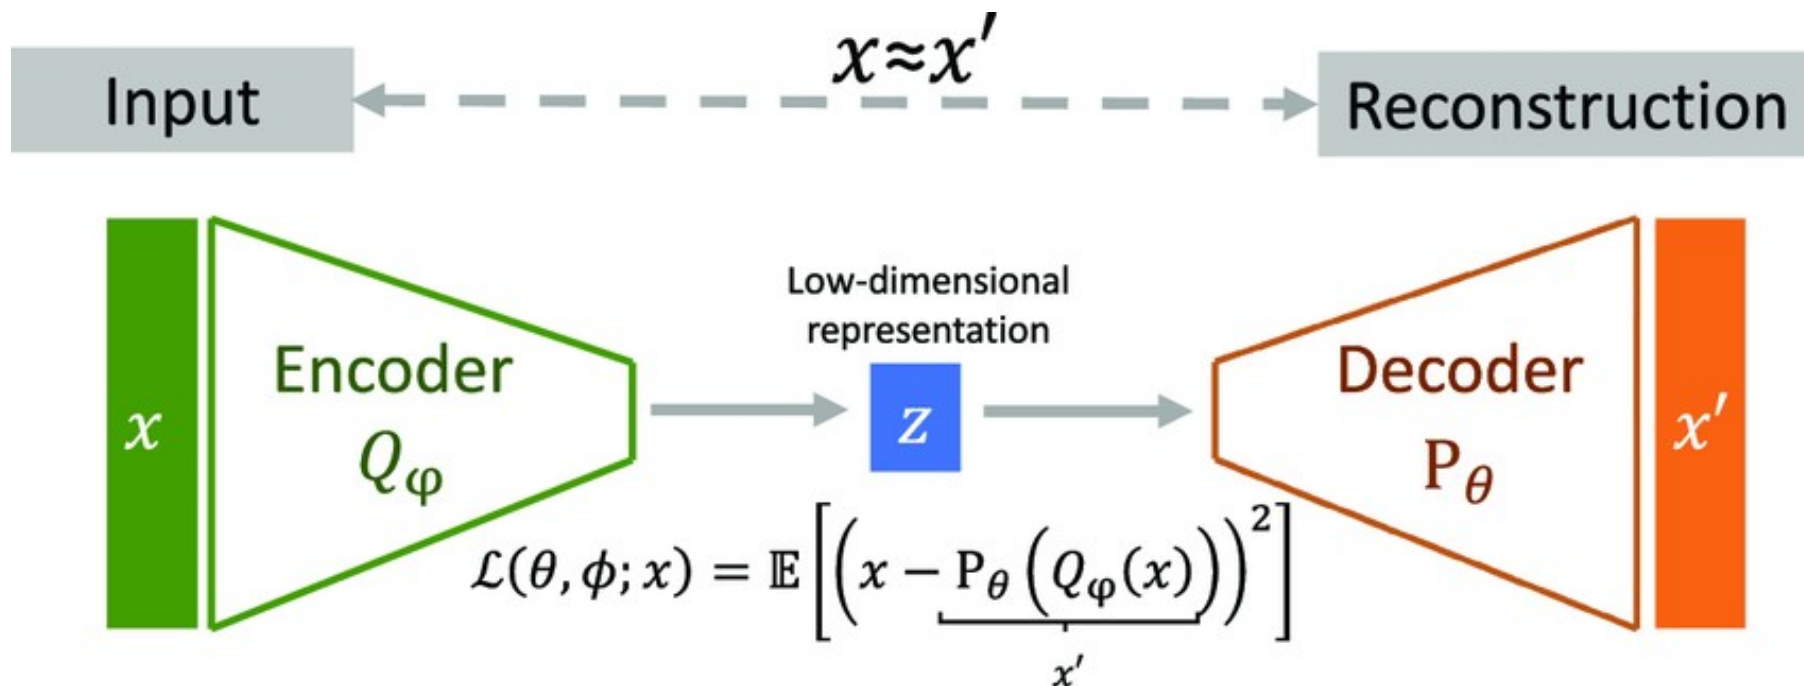 x≈x′
Input
Reconstruction
Low-dimensional
representation
Encoder
Decoder
x
Q_φ
z
P_θ
x′
ℒ(θ, ϕ; x) = 𝔼[(x − P_θ(Q_φ(x)))²]
x′